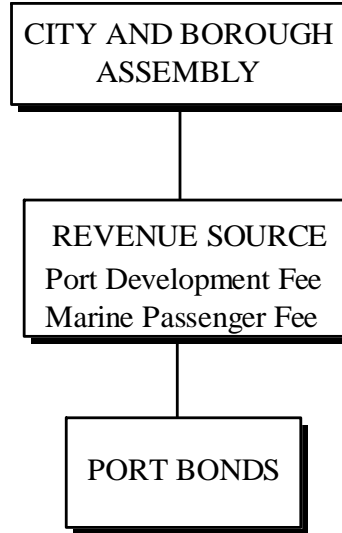 CITY AND BOROUGH
ASSEMBLY
REVENUE SOURCE
Port Development Fee
Marine Passenger Fee
PORT BONDS